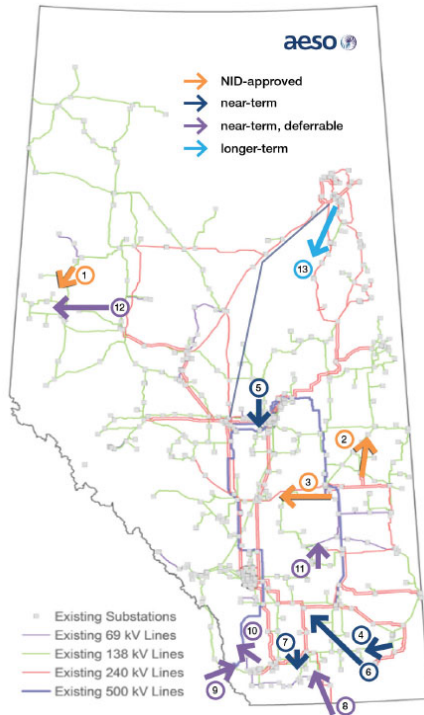 aeso
NID-approved
near-term
near-term, deferrable
longer-term
13
1
12
5
2
3
11
10
7
4
6
9
8
Existing Substations
Existing 69 kV Lines
Existing 138 kV Lines
Existing 240 kV Lines
Existing 500 kV Lines